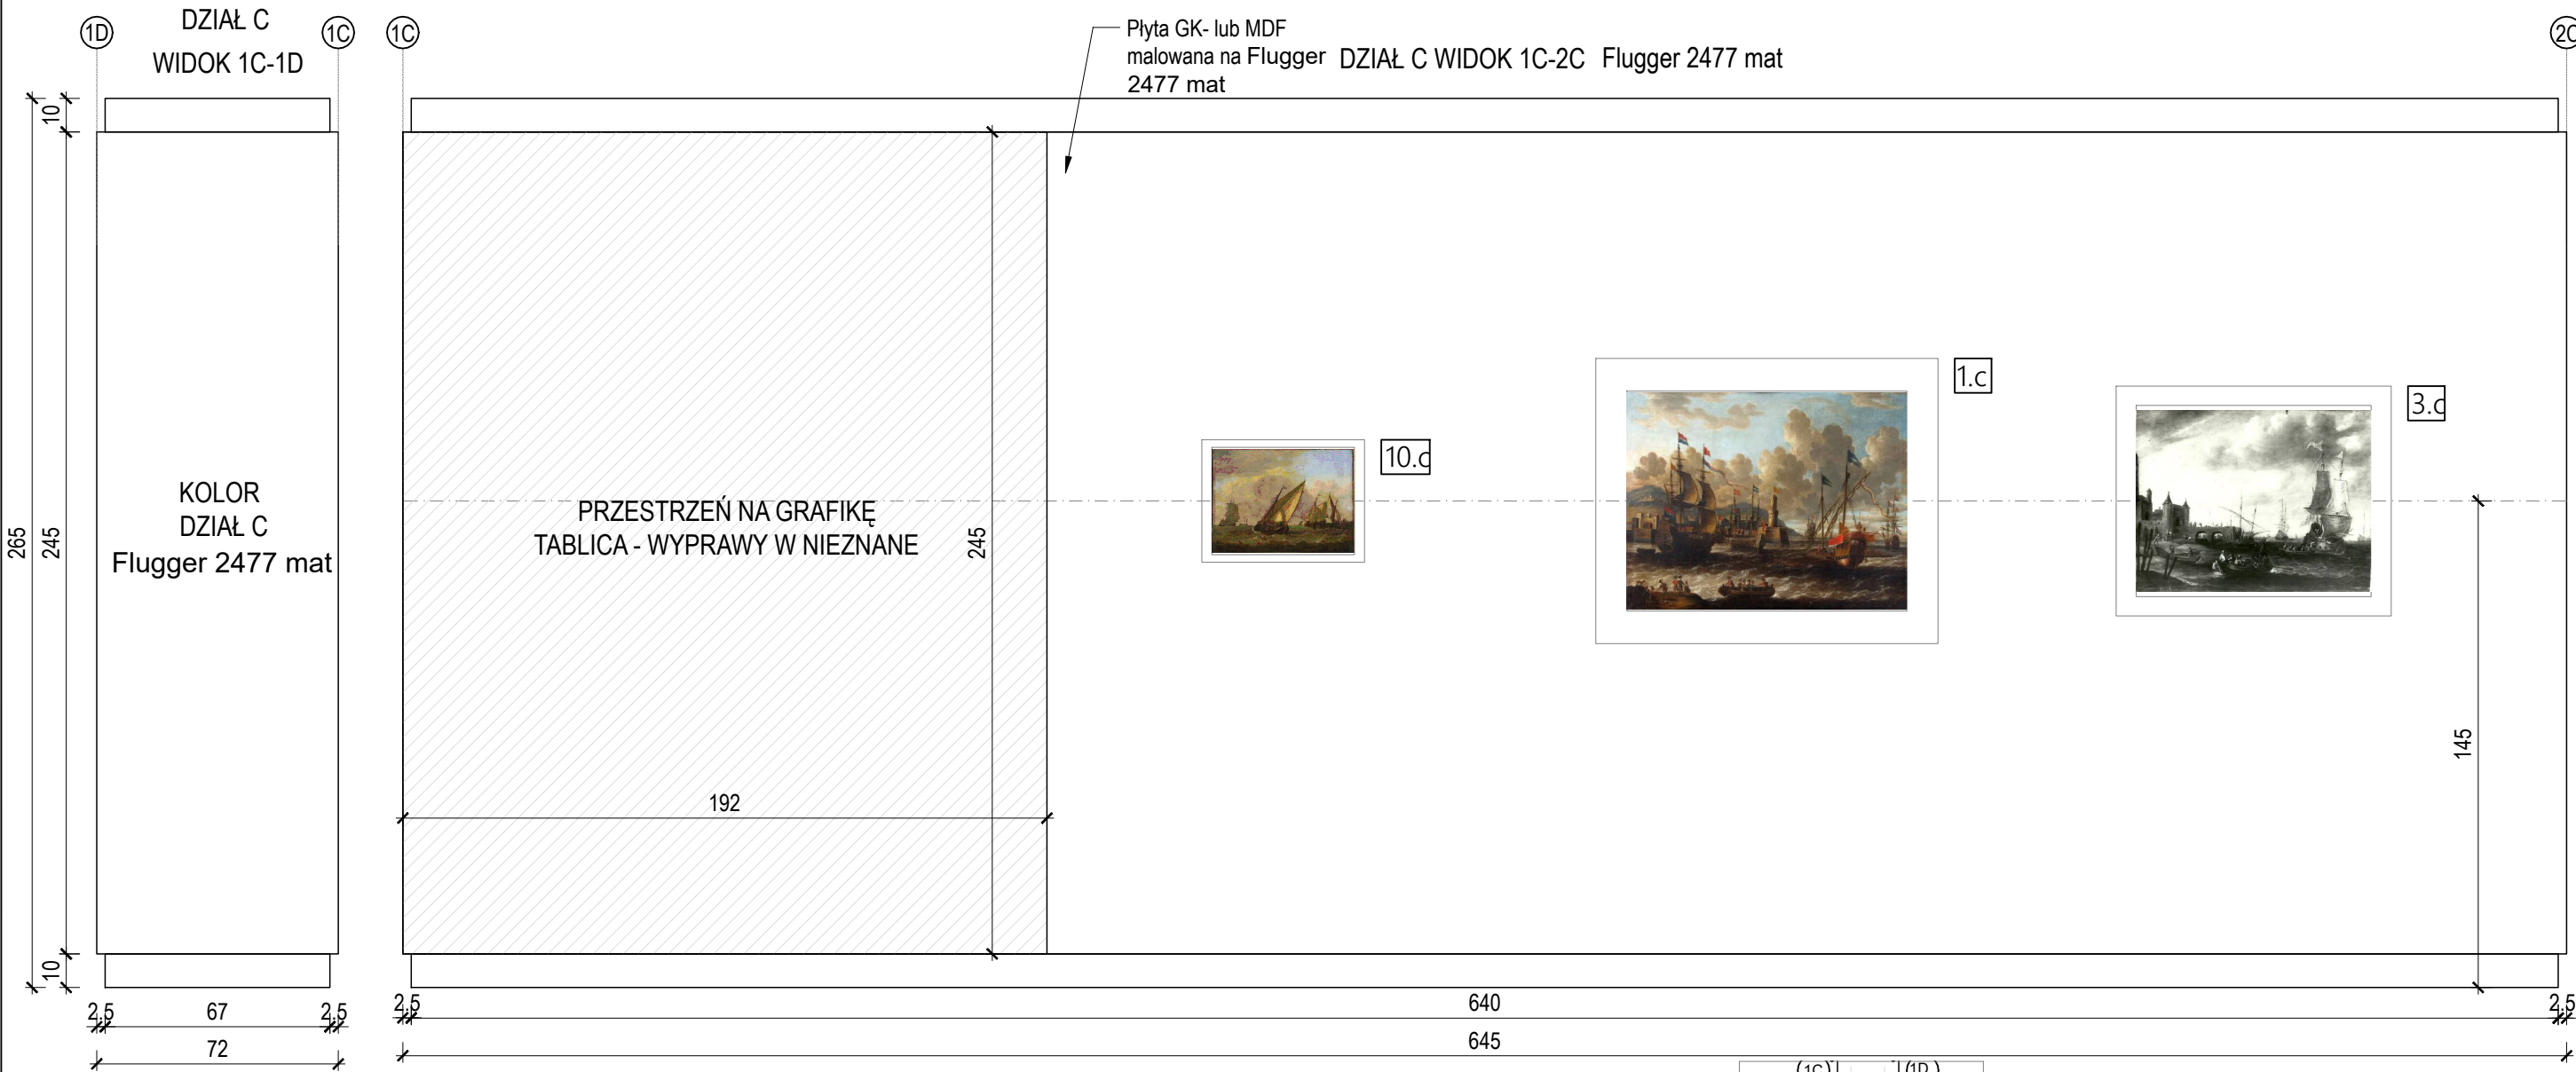 DZIAŁ C
WIDOK 1C-1D
1D
1C
1C
Płyta GK- lub MDF
malowana na Flugger
2477 mat
DZIAŁ C WIDOK 1C-2C Flugger 2477 mat
2C
10
265
245
10
KOLOR
DZIAŁ C
Flugger 2477 mat
PRZESTRZEŃ NA GRAFIKĘ
TABLICA - WYPRAWY W NIEZNANE
245
192
10.c
1.c
3.c
145
2.5
67
2.5
72
2.5
640
2.5
645
1C
1D